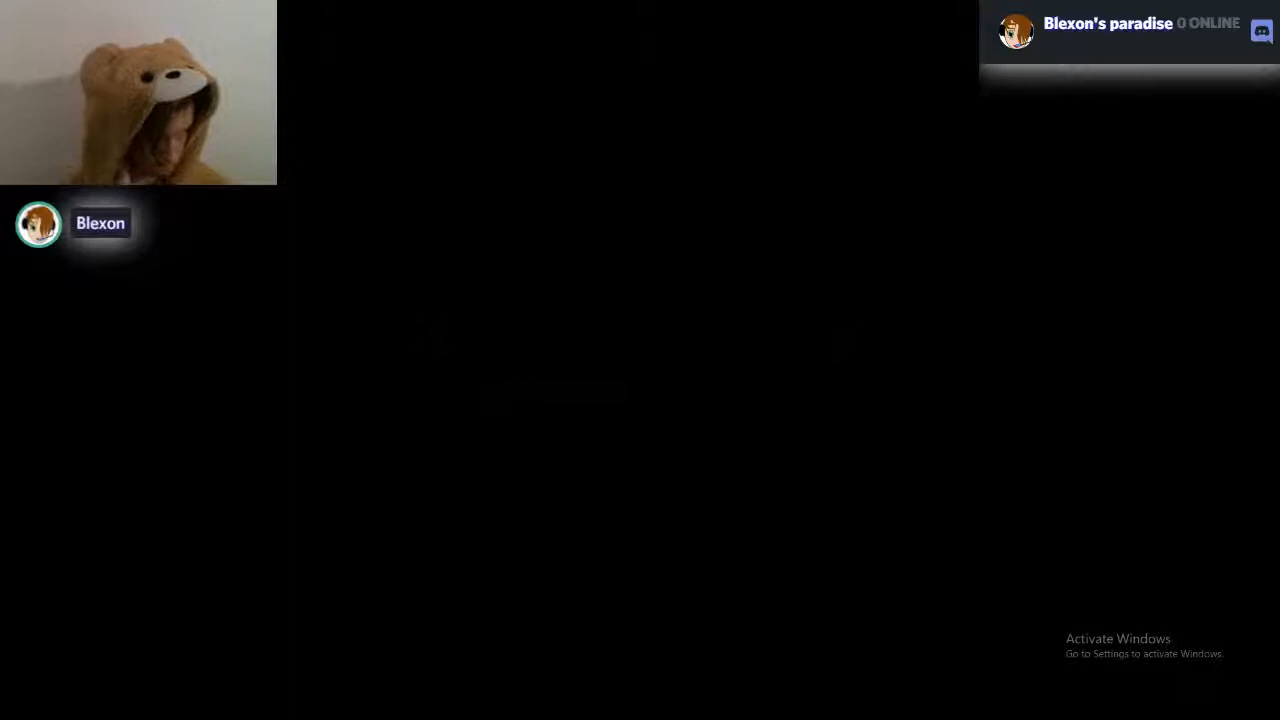 Blexon's paradise 0 ONLINE
Blexon
Activate Windows
Go to Settings to activate Windows.